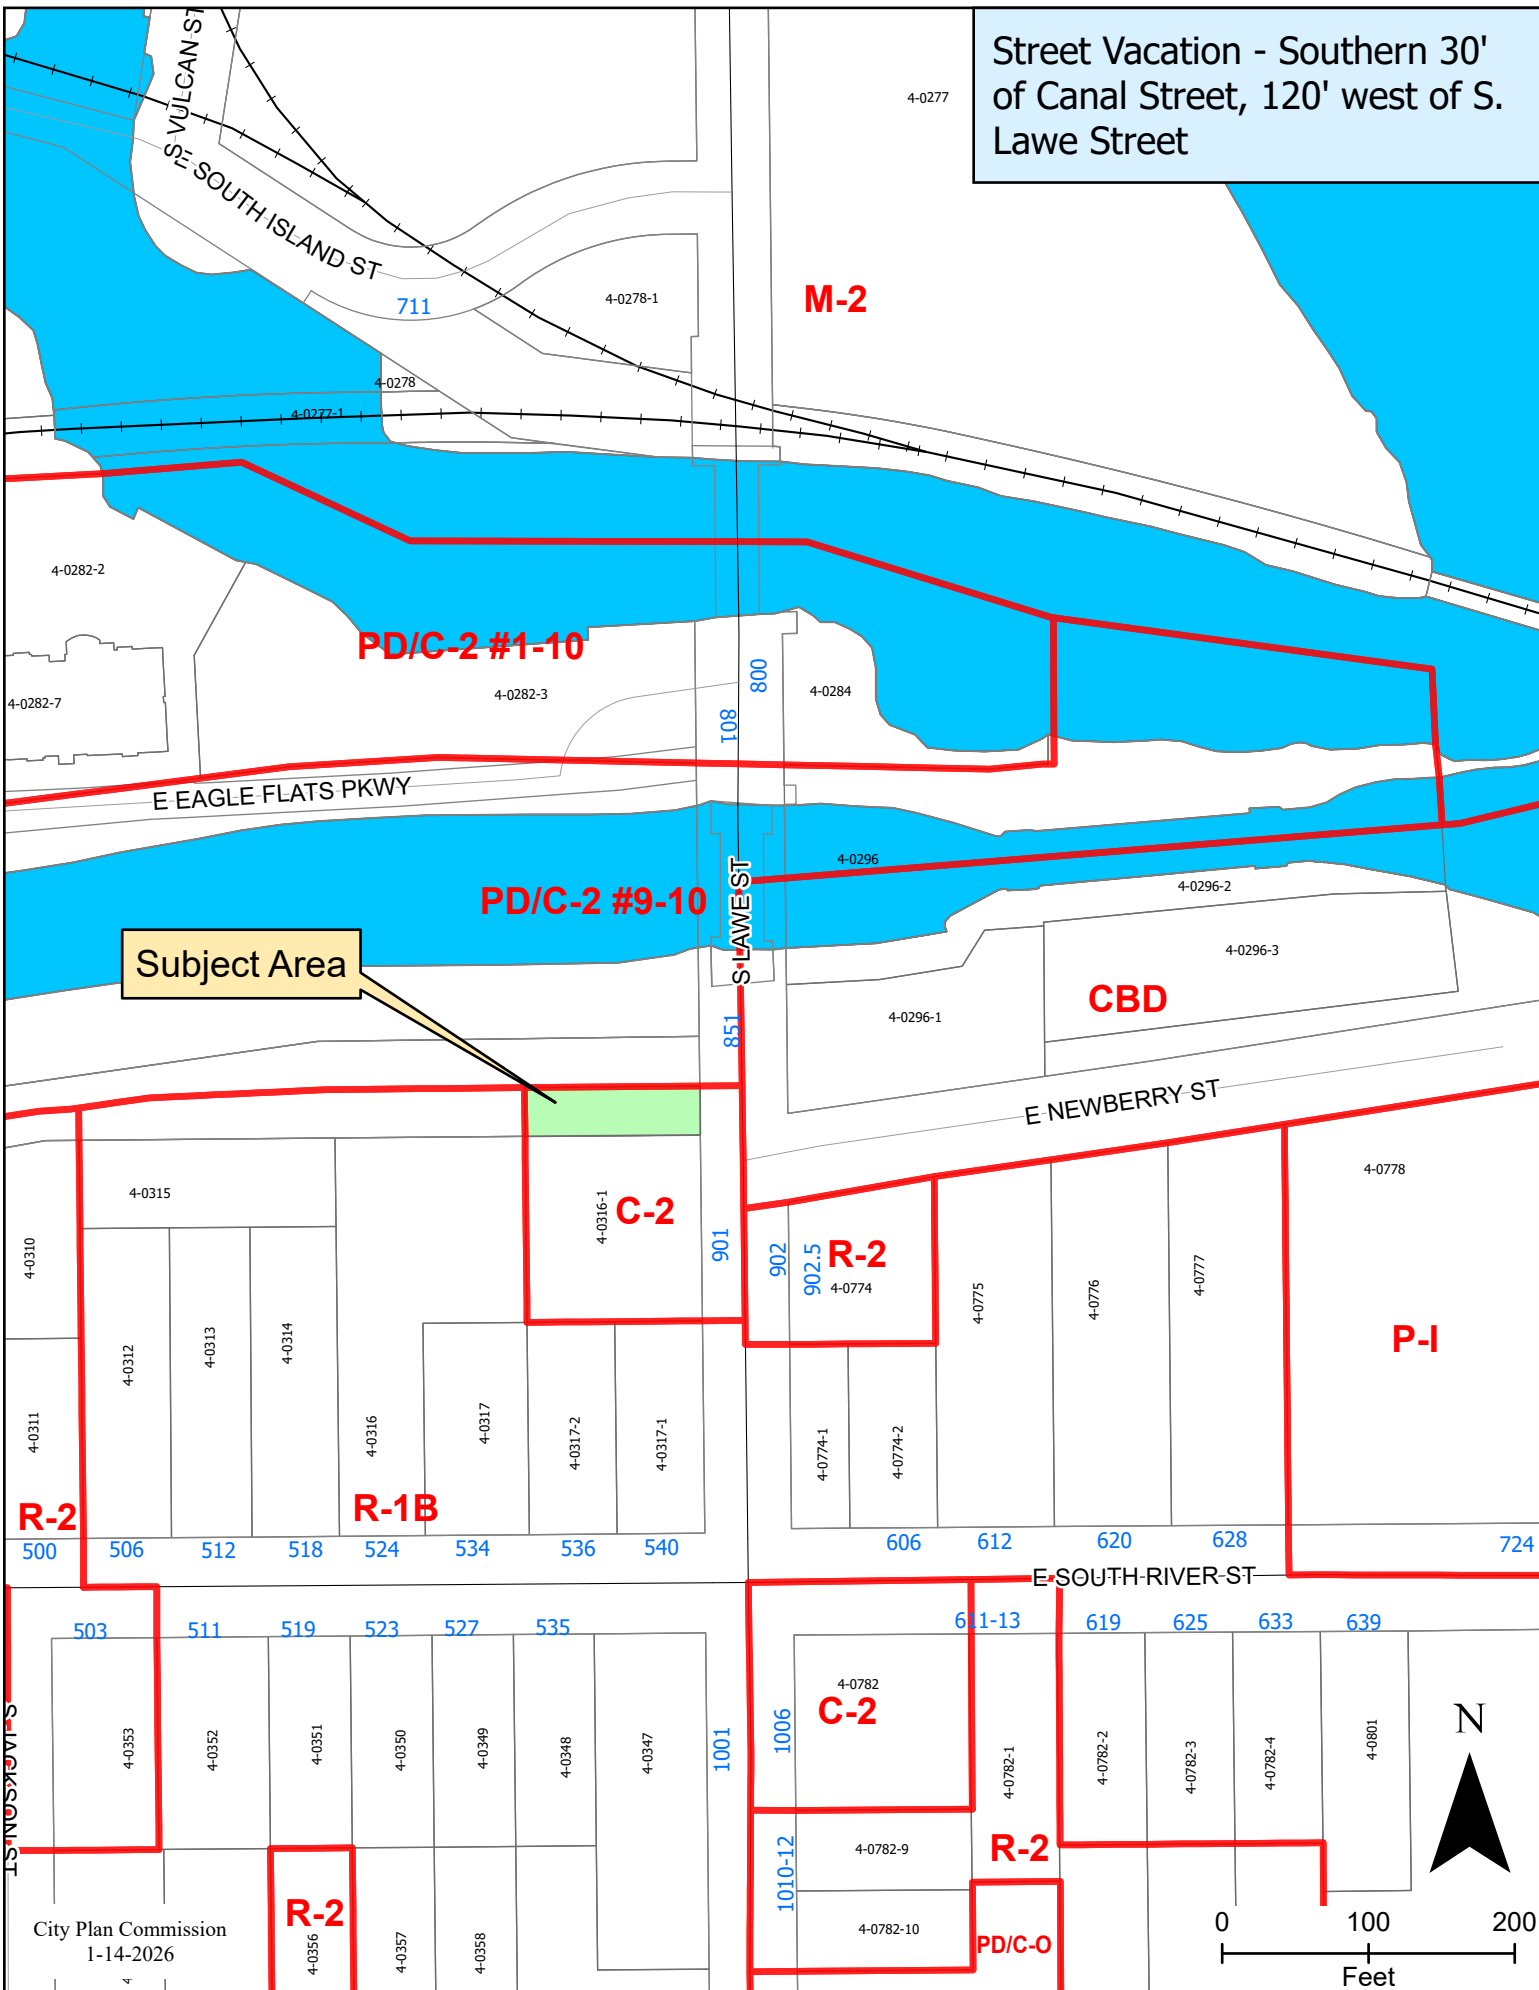 Street Vacation - Southern 30'
of Canal Street, 120' west of S.
Lawe Street
S VULCAN ST
E SOUTH ISLAND ST
4-0277
711
4-0278-1
M-2
4-0278
4-0277-1
4-0282-2
PD/C-2 #1-10
4-0282-7
4-0282-3
800
801
4-0284
E EAGLE FLATS PKWY
4-0296
4-0296-2
PD/C-2 #9-10
S LAWE ST
4-0296-3
Subject Area
CBD
4-0296-1
851
E NEWBERRY ST
4-0778
4-0315
4-0316-1
C-2
4-0310
901
902
902.5
R-2
4-0774
4-0775
4-0776
4-0777
P-I
4-0312
4-0313
4-0314
4-0311
4-0316
4-0317
4-0317-2
4-0317-1
4-0774-1
4-0774-2
R-2
R-1B
500
506
512
518
524
534
536
540
606
612
620
628
724
E SOUTH RIVER ST
503
511
519
523
527
535
611-13
619
625
633
639
4-0782
C-2
S JACKSON ST
4-0353
4-0352
4-0351
4-0350
4-0349
4-0348
4-0347
1001
1006
4-0782-1
4-0782-2
4-0782-3
4-0782-4
4-0801
N
1010-12
4-0782-9
R-2
R-2
4-0356
4-0357
4-0358
4-0782-10
PD/C-O
City Plan Commission
1-14-2026
0 100 200
Feet